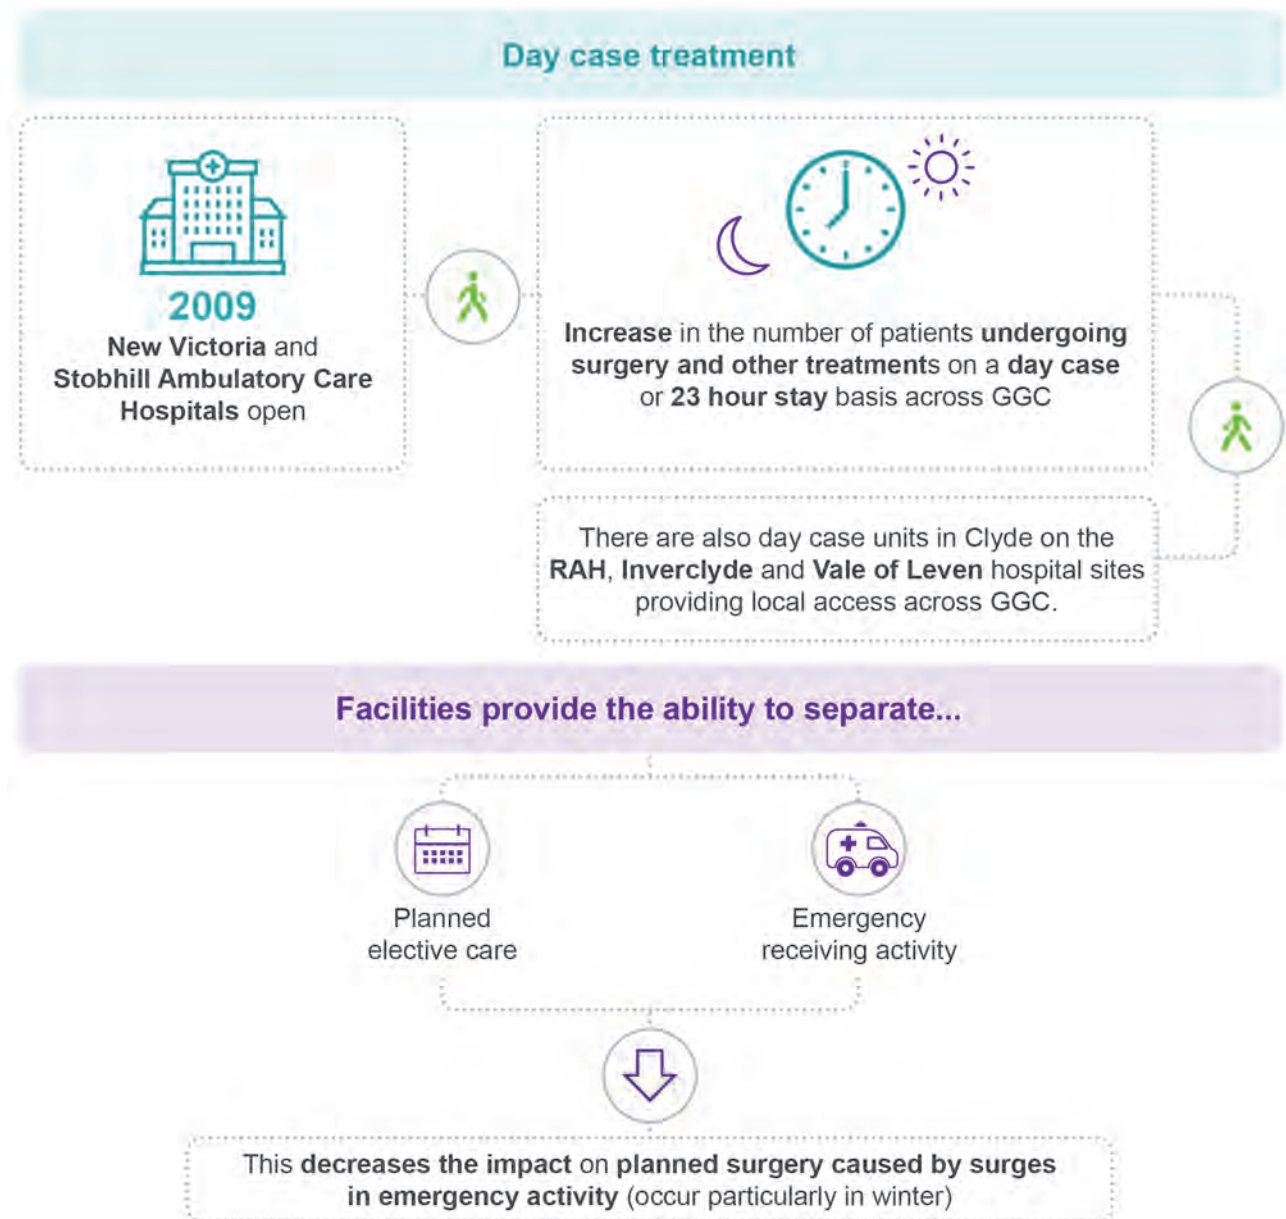 Day case treatment
2009
New Victoria and
Stobhill Ambulatory Care
Hospitals open
Increase in the number of patients undergoing
surgery and other treatments on a day case
or 23 hour stay basis across GGC
There are also day case units in Clyde on the
RAH, Inverclyde and Vale of Leven hospital sites
providing local access across GGC.
Facilities provide the ability to separate...
Planned
elective care
Emergency
receiving activity
This decreases the impact on planned surgery caused by surges
in emergency activity (occur particularly in winter)